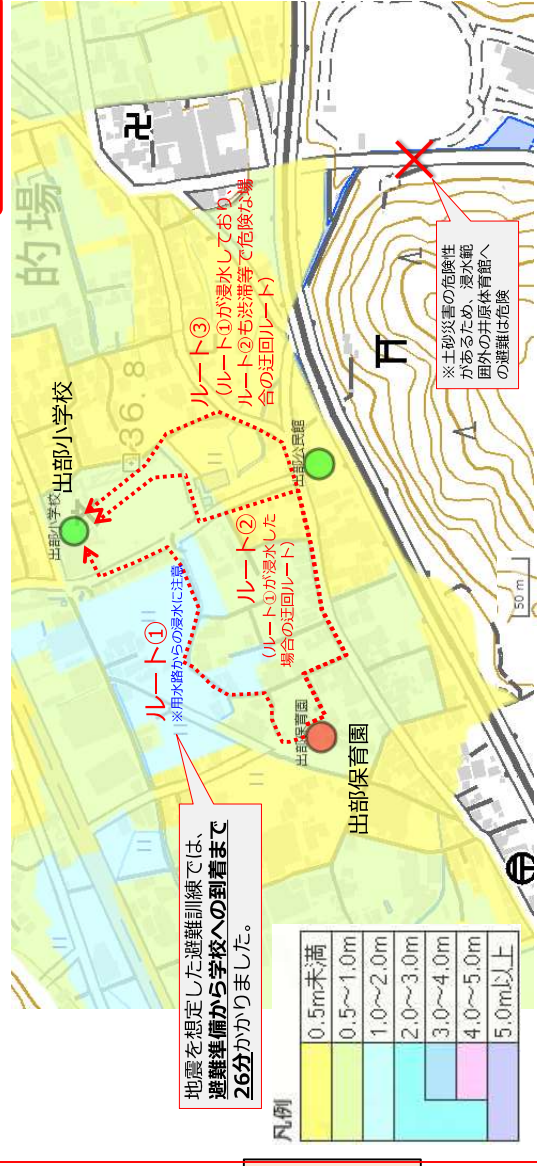 的場
出部小学校
出部小学校
36.8
ルート③
（ルート①が浸水しており、
ルート②も渋滞等で危険な場
合の迂回ルート）
ルート①
※用水路からの浸水に注意
ルート②
（ルート①が浸水した
場合の迂回ルート）
出部公民館
出部保育園
出部保育園
※土砂災害の危険性
があるため、浸水範
囲外の井原体育館へ
の避難は危険
50 m
地震を想定した避難訓練では、
避難準備から学校への到着まで
26分かかりました。
凡例
0.5m未満
0.5～1.0m
1.0～2.0m
2.0～3.0m
3.0～4.0m
4.0～5.0m
5.0m以上